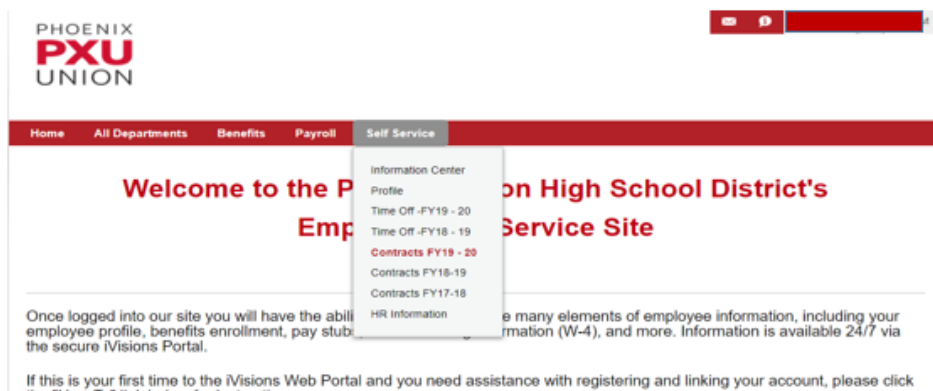 PHOENIX
PXU
UNION
Home All Departments Benefits Payroll Self Service
Information Center
Profile
Time Off -FY19 - 20
Time Off -FY18 - 19
Contracts FY19 - 20
Contracts FY18-19
Contracts FY17-18
HR Information
Welcome to the P on High School District's
Emp Service Site
Once logged into our site you will have the abili e many elements of employee information, including your
employee profile, benefits enrollment, pay stub rmation (W-4), and more. Information is available 24/7 via
the secure iVisions Portal.
If this is your first time to the iVisions Web Portal and you need assistance with registering and linking your account, please click